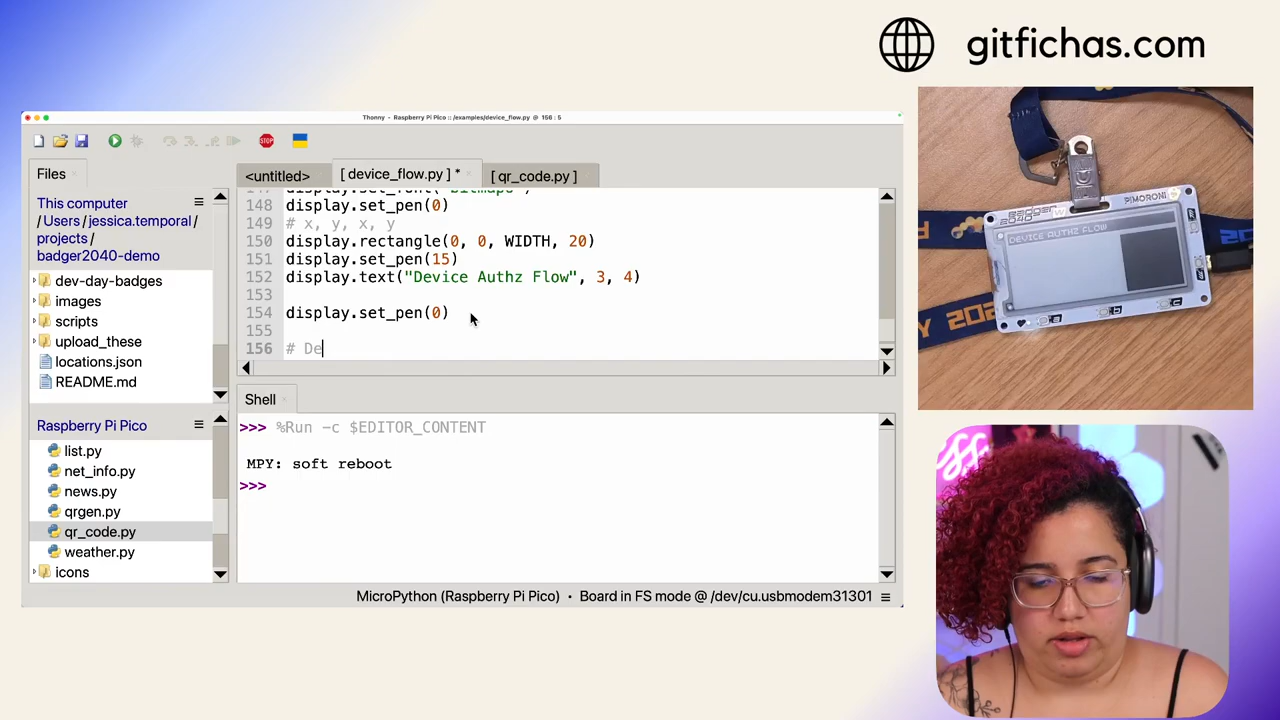 gitfichas.com
Thonny - Raspberry Pi Pico :: /examples/device_flow.py @ 156 : 5
Files
<untitled>
[ device_flow.py ] *
[ qr_code.py ]
This computer
/ Users / jessica.temporal /
projects /
badger2040-demo
dev-day-badges
images
scripts
upload_these
locations.json
README.md
Raspberry Pi Pico
list.py
net_info.py
news.py
qrgen.py
qr_code.py
weather.py
icons
147 display.set_font("bitmap8")
148 display.set_pen(0)
149 # x, y, x, y
150 display.rectangle(0, 0, WIDTH, 20)
151 display.set_pen(15)
152 display.text("Device Authz Flow", 3, 4)
153
154 display.set_pen(0)
155
156 # De
Shell
>>> %Run -c $EDITOR_CONTENT
MPY: soft reboot
>>>
MicroPython (Raspberry Pi Pico) • Board in FS mode @ /dev/cu.usbmodem31301
BADGER
2040 W
PIMORONI
DEVICE AUTHZ FLOW
a
b
c